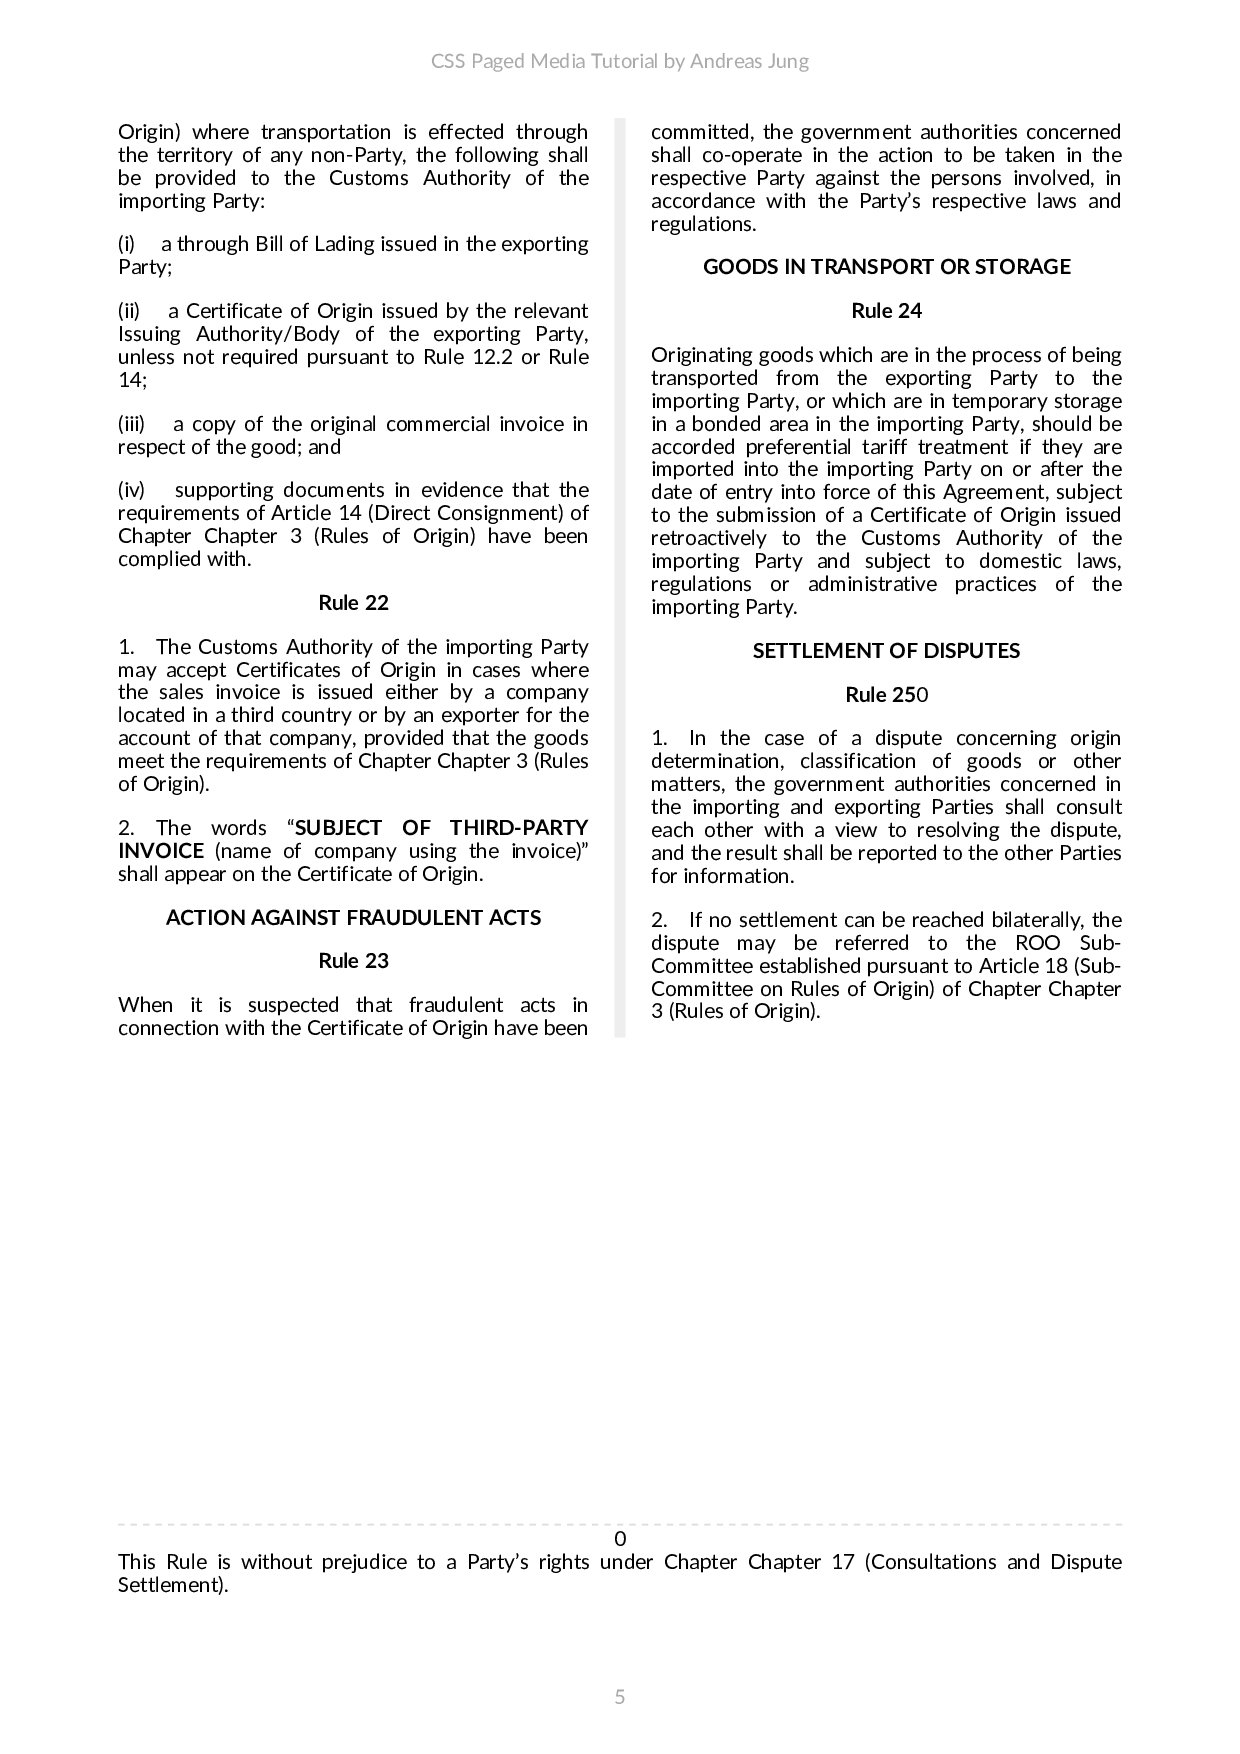 CSS Paged Media Tutorial by Andreas Jung
Origin) where transportation is effected through
the territory of any non-Party, the following shall
be provided to the Customs Authority of the
importing Party:
(i) a through Bill of Lading issued in the exporting
Party;
(ii) a Certificate of Origin issued by the relevant
Issuing Authority/Body of the exporting Party,
unless not required pursuant to Rule 12.2 or Rule
14;
(iii) a copy of the original commercial invoice in
respect of the good; and
(iv) supporting documents in evidence that the
requirements of Article 14 (Direct Consignment) of
Chapter Chapter 3 (Rules of Origin) have been
complied with.
Rule 22
1. The Customs Authority of the importing Party
may accept Certificates of Origin in cases where
the sales invoice is issued either by a company
located in a third country or by an exporter for the
account of that company, provided that the goods
meet the requirements of Chapter Chapter 3 (Rules
of Origin).
2. The words “SUBJECT OF THIRD-PARTY
INVOICE (name of company using the invoice)”
shall appear on the Certificate of Origin.
ACTION AGAINST FRAUDULENT ACTS
Rule 23
When it is suspected that fraudulent acts in
connection with the Certificate of Origin have been
committed, the government authorities concerned
shall co-operate in the action to be taken in the
respective Party against the persons involved, in
accordance with the Party’s respective laws and
regulations.
GOODS IN TRANSPORT OR STORAGE
Rule 24
Originating goods which are in the process of being
transported from the exporting Party to the
importing Party, or which are in temporary storage
in a bonded area in the importing Party, should be
accorded preferential tariff treatment if they are
imported into the importing Party on or after the
date of entry into force of this Agreement, subject
to the submission of a Certificate of Origin issued
retroactively to the Customs Authority of the
importing Party and subject to domestic laws,
regulations or administrative practices of the
importing Party.
SETTLEMENT OF DISPUTES
Rule 250
1. In the case of a dispute concerning origin
determination, classification of goods or other
matters, the government authorities concerned in
the importing and exporting Parties shall consult
each other with a view to resolving the dispute,
and the result shall be reported to the other Parties
for information.
2. If no settlement can be reached bilaterally, the
dispute may be referred to the ROO Sub-
Committee established pursuant to Article 18 (Sub-
Committee on Rules of Origin) of Chapter Chapter
3 (Rules of Origin).
0
This Rule is without prejudice to a Party’s rights under Chapter Chapter 17 (Consultations and Dispute
Settlement).
5